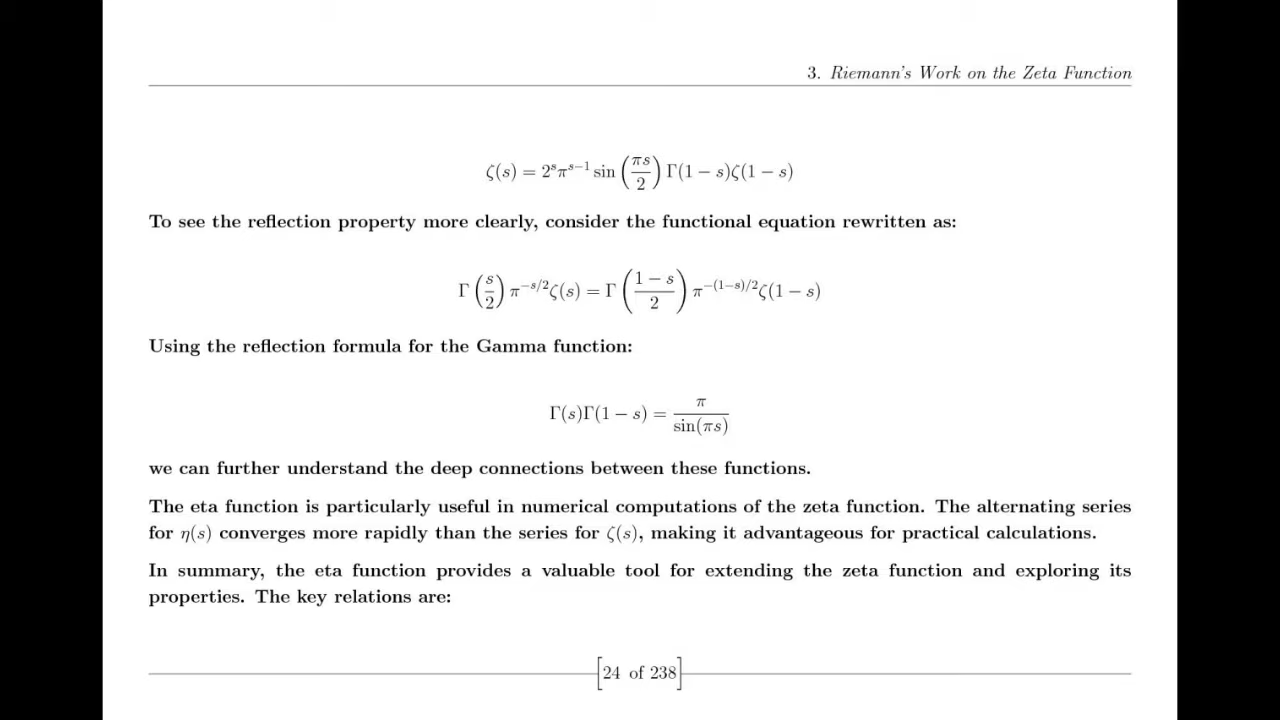 3. Riemann's Work on the Zeta Function
ζ(s) = 2^s π^{s−1} sin (πs/2) Γ(1 − s)ζ(1 − s)
To see the reflection property more clearly, consider the functional equation rewritten as:
Γ (s/2) π^{−s/2} ζ(s) = Γ ((1 − s)/2) π^{−(1−s)/2} ζ(1 − s)
Using the reflection formula for the Gamma function:
Γ(s)Γ(1 − s) = π/sin(πs)
we can further understand the deep connections between these functions.
The eta function is particularly useful in numerical computations of the zeta function. The alternating series
for η(s) converges more rapidly than the series for ζ(s), making it advantageous for practical calculations.
In summary, the eta function provides a valuable tool for extending the zeta function and exploring its
properties. The key relations are:
[24 of 238]